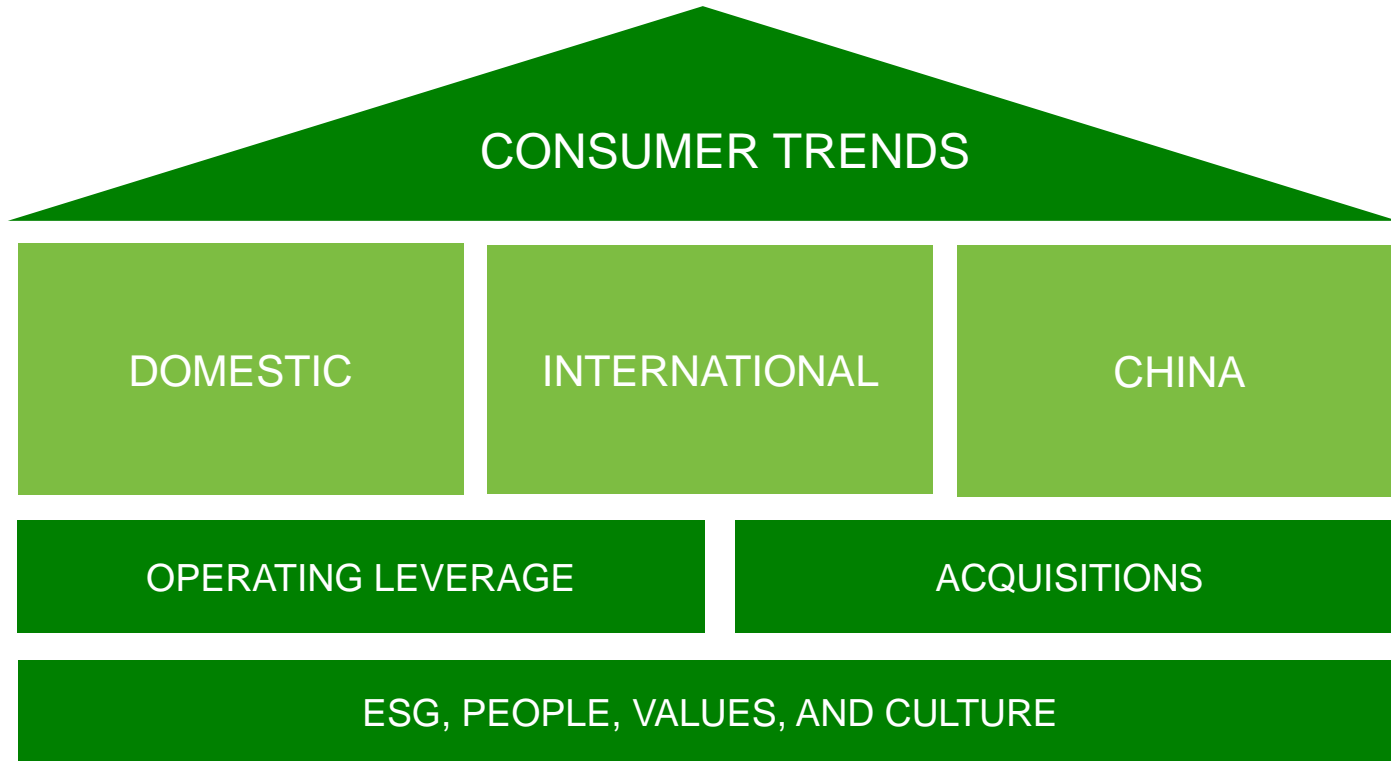 CONSUMER TRENDS
DOMESTIC
INTERNATIONAL
CHINA
OPERATING LEVERAGE
ACQUISITIONS
ESG, PEOPLE, VALUES, AND CULTURE